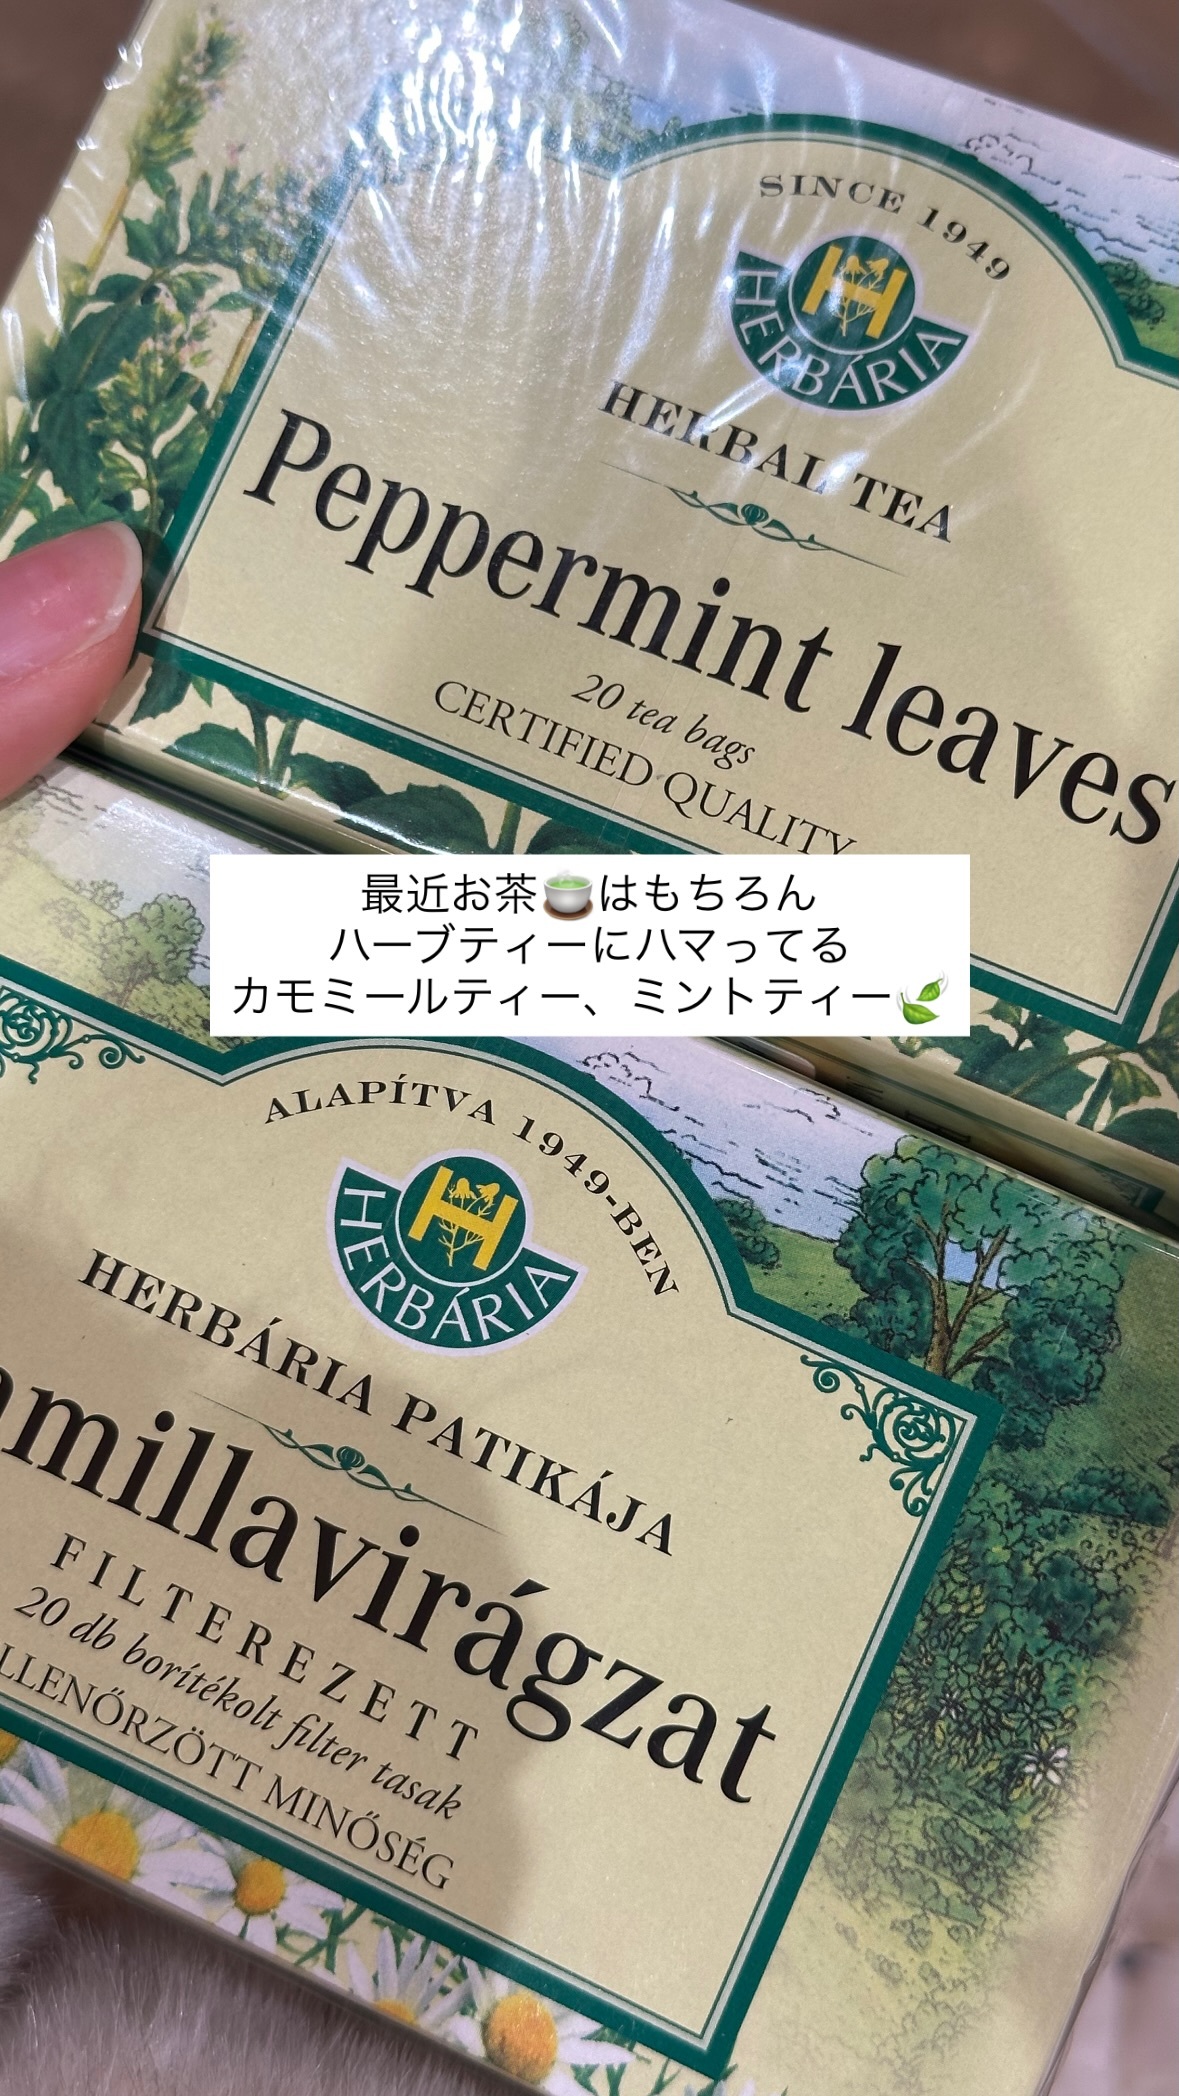 SINCE 1949
HERBÁRIA
HERBAL TEA
Peppermint leaves
20 tea bags
CERTIFIED QUALITY
最近お茶🍵はもちろん
ハーブティーにハマってる
カモミールティー、ミントティー🍃
ALAPÍTVA 1949-BEN
HERBÁRIA
HERBÁRIA PATIKÁJA
amillavirágzat
FILTEREZETT
20 db borítékolt filter tasak
LLENŐRZÖTT MINŐSÉG